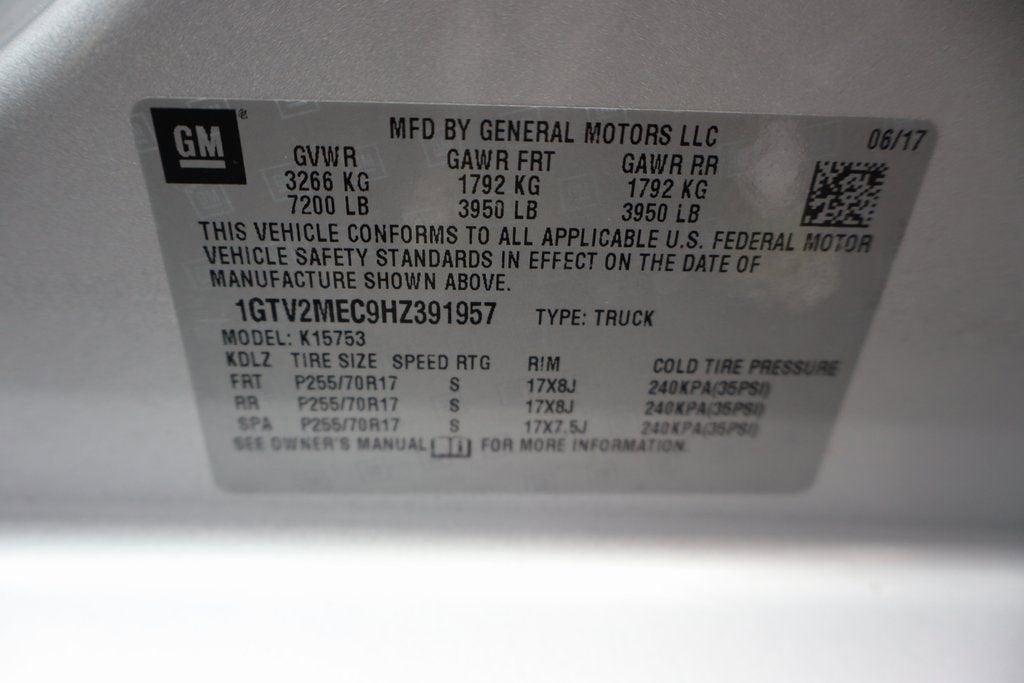 GM
MFD BY GENERAL MOTORS LLC 06/17
GVWR GAWR FRT GAWR RR
3266 KG 1792 KG 1792 KG
7200 LB 3950 LB 3950 LB
THIS VEHICLE CONFORMS TO ALL APPLICABLE U.S. FEDERAL MOTOR
VEHICLE SAFETY STANDARDS IN EFFECT ON THE DATE OF
MANUFACTURE SHOWN ABOVE.
1GTV2MEC9HZ391957 TYPE: TRUCK
MODEL: K15753
KDLZ TIRE SIZE SPEED RTG RIM COLD TIRE PRESSURE
FRT P255/70R17 S 17X8J 240KPA(35PSI)
RR P255/70R17 S 17X8J 240KPA(35PSI)
SPA P255/70R17 S 17X7.5J 240KPA(35PSI)
SEE OWNER'S MANUAL FOR MORE INFORMATION.